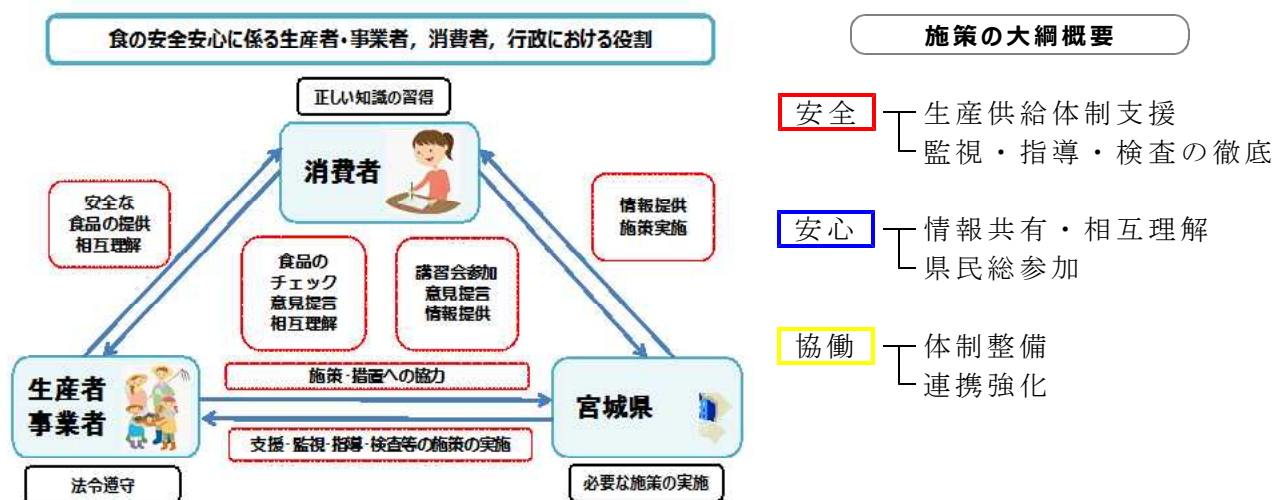 食の安全安心に係る生産者・事業者，消費者，行政における役割
正しい知識の習得
消費者
安全な
食品の提供
相互理解
食品の
チェック
意見提言
相互理解
講習会参加
意見提言
情報提供
情報提供
施策実施
生産者
事業者
施策・措置への協力
支援・監視・指導・検査等の施策の実施
宮城県
法令遵守
必要な施策の実施
施策の大綱概要
安全
生産供給体制支援
監視・指導・検査の徹底
安心
情報共有・相互理解
県民総参加
協働
体制整備
連携強化